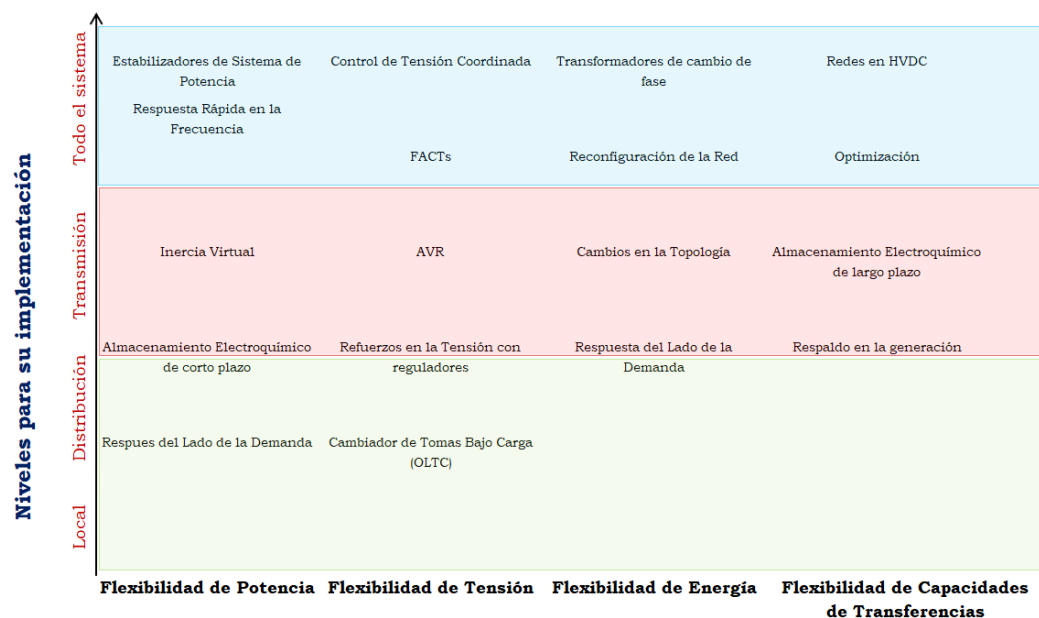 Niveles para su implementación
Todo el sistema
Transmisión
Distribución
Local
Estabilizadores de Sistema de
Potencia
Control de Tensión Coordinada
Transformadores de cambio de
fase
Redes en HVDC
Respuesta Rápida en la
Frecuencia
FACTs
Reconfiguración de la Red
Optimización
Inercia Virtual
AVR
Cambios en la Topología
Almacenamiento Electroquímico
de largo plazo
Almacenamiento Electroquímico
de corto plazo
Refuerzos en la Tensión con
reguladores
Respuesta del Lado de la
Demanda
Respaldo en la generación
Respues del Lado de la Demanda
Cambiador de Tomas Bajo Carga
(OLTC)
Flexibilidad de Potencia
Flexibilidad de Tensión
Flexibilidad de Energía
Flexibilidad de Capacidades
de Transferencias